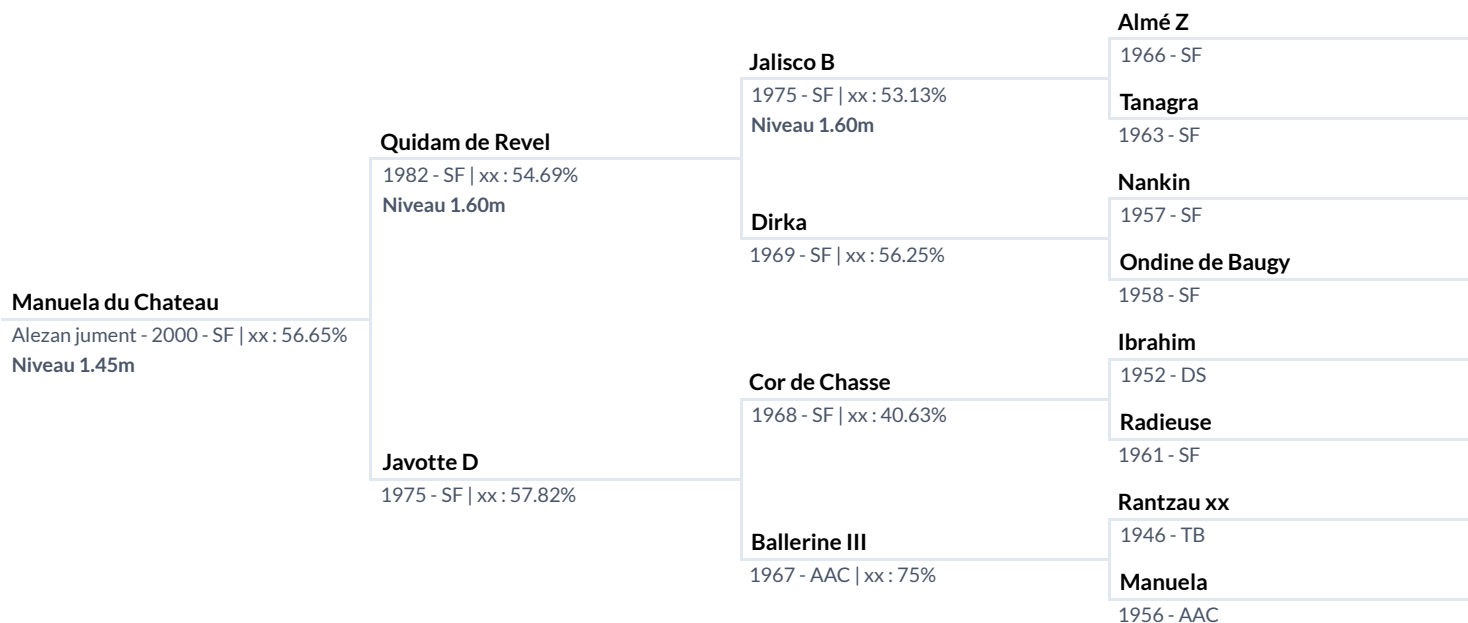 Manuela du Chateau
Alezan jument - 2000 - SF | xx : 56.65%
Niveau 1.45m
Quidam de Revel
1982 - SF | xx : 54.69%
Niveau 1.60m
Javotte D
1975 - SF | xx : 57.82%
Jalisco B
1975 - SF | xx : 53.13%
Niveau 1.60m
Dirka
1969 - SF | xx : 56.25%
Cor de Chasse
1968 - SF | xx : 40.63%
Ballerine III
1967 - AAC | xx : 75%
Almé Z
1966 - SF
Tanagra
1963 - SF
Nankin
1957 - SF
Ondine de Baugy
1958 - SF
Ibrahim
1952 - DS
Radieuse
1961 - SF
Rantzau xx
1946 - TB
Manuela
1956 - AAC